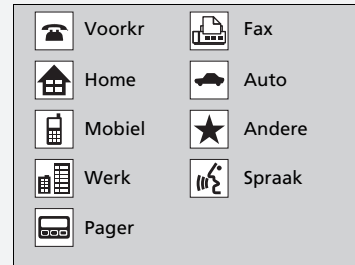 Voorkr
Fax
Home
Auto
Mobiel
Andere
Werk
Spraak
Pager